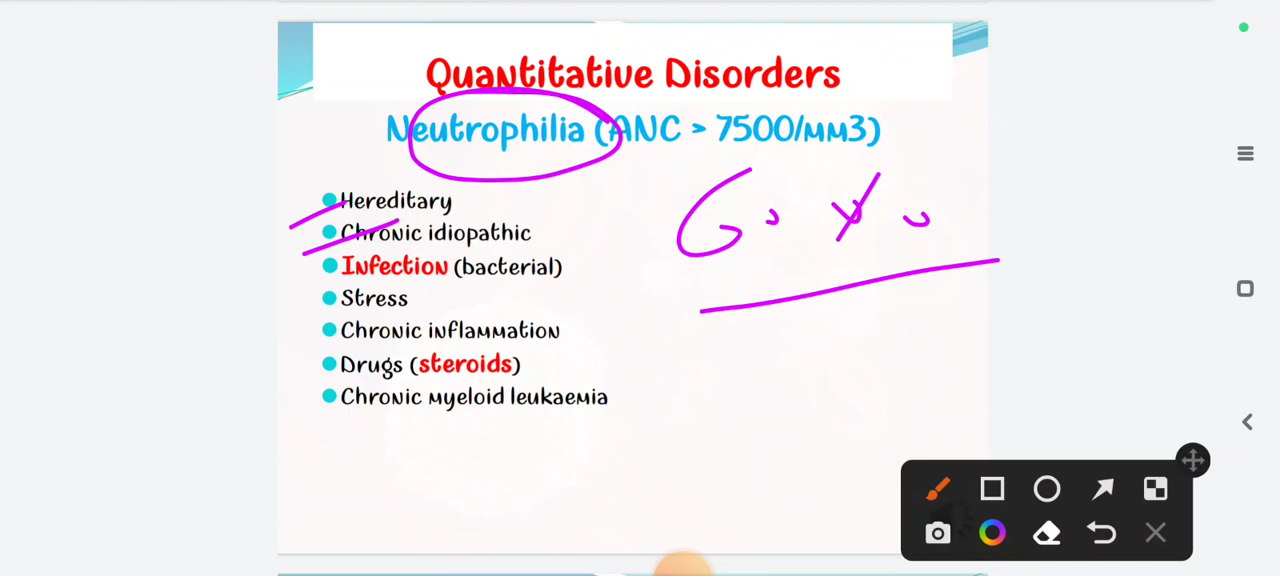 Quantitative Disorders
Neutrophilia (ANC > 7500/mm3)
Hereditary
Chronic idiopathic
Infection (bacterial)
Stress
Chronic inflammation
Drugs (steroids)
Chronic myeloid leukaemia